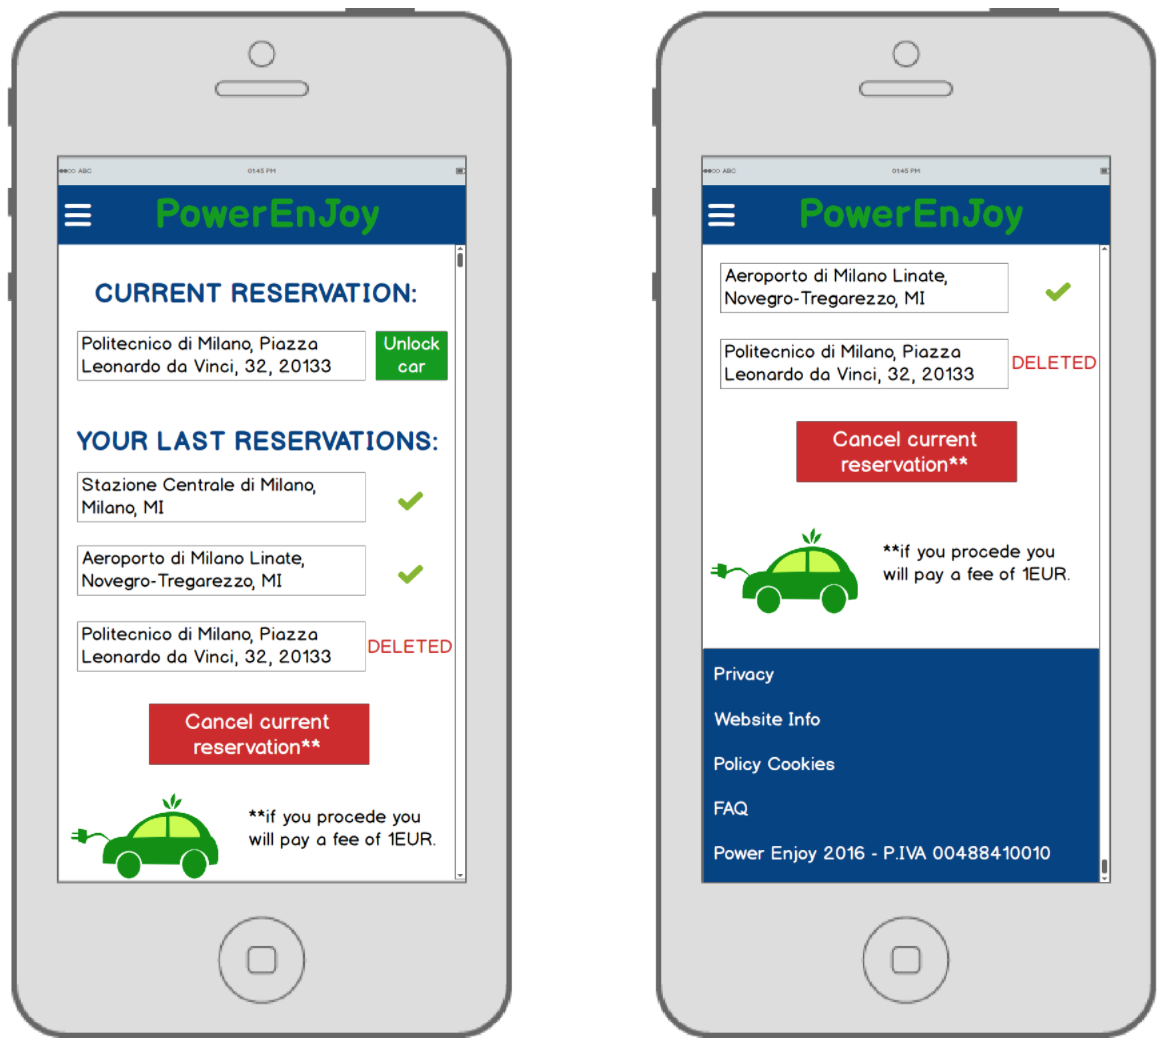 ABC
01:45 PM
PowerEnJoy
CURRENT RESERVATION:
Politecnico di Milano, Piazza
Leonardo da Vinci, 32, 20133
Unlock
car
YOUR LAST RESERVATIONS:
Stazione Centrale di Milano,
Milano, MI
Aeroporto di Milano Linate,
Novegro-Tregarezzo, MI
Politecnico di Milano, Piazza
Leonardo da Vinci, 32, 20133
DELETED
Cancel current
reservation**
**if you procede you
will pay a fee of 1EUR.
ABC
01:45 PM
PowerEnJoy
Aeroporto di Milano Linate,
Novegro-Tregarezzo, MI
Politecnico di Milano, Piazza
Leonardo da Vinci, 32, 20133
DELETED
Cancel current
reservation**
**if you procede you
will pay a fee of 1EUR.
Privacy
Website Info
Policy Cookies
FAQ
Power Enjoy 2016 - P.IVA 00488410010